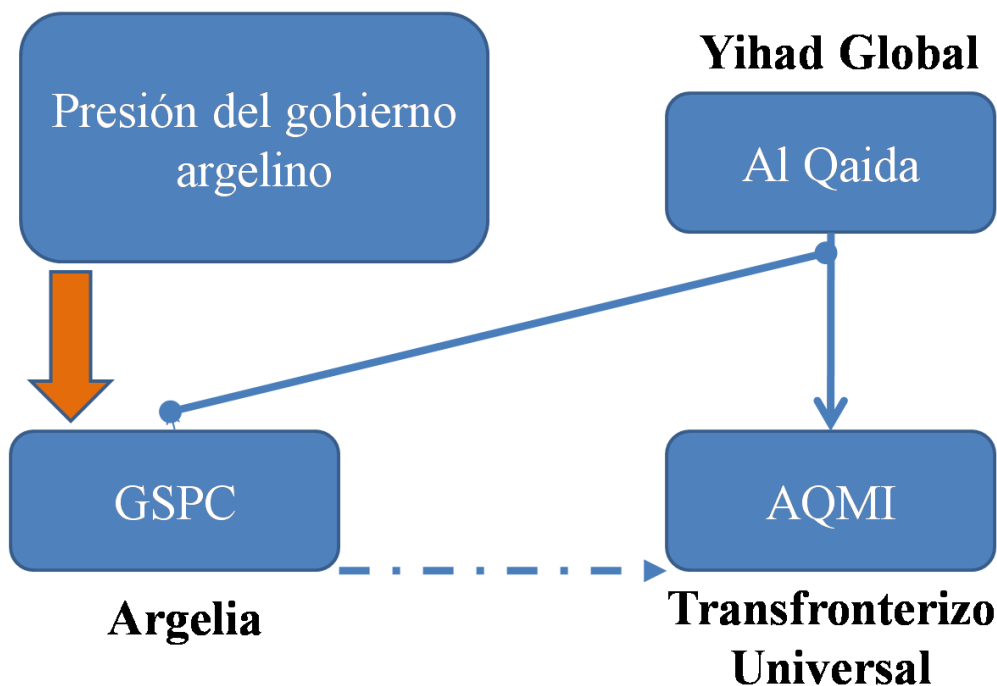 Presión del gobierno
argelino
Yihad Global
Al Qaida
GSPC
Argelia
AQMI
Transfronterizo
Universal